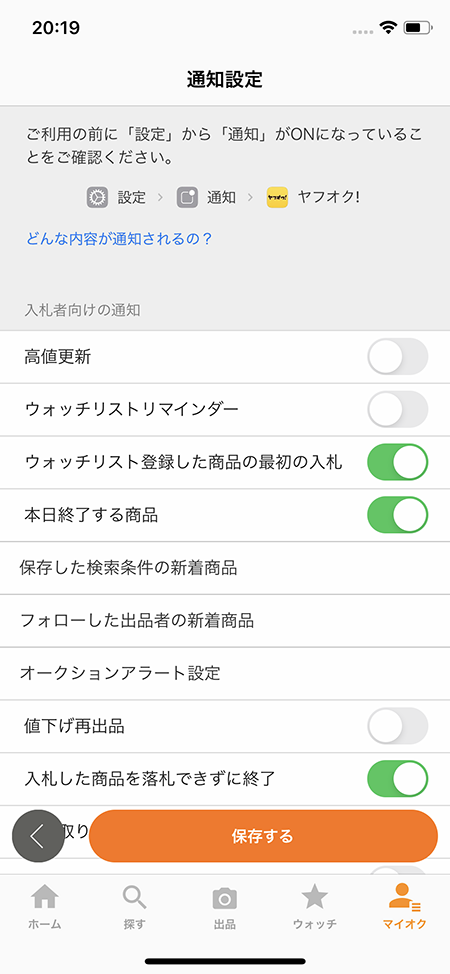 20:19
通知設定
ご利用の前に「設定」から「通知」がONになっているこ
とをご確認ください。
設定 > 通知 > ヤフオク!
どんな内容が通知されるの？
入札者向けの通知
高値更新
ウォッチリストリマインダー
ウォッチリスト登録した商品の最初の入札
本日終了する商品
保存した検索条件の新着商品
フォローした出品者の新着商品
オークションアラート設定
値下げ再出品
入札した商品を落札できずに終了
取り
保存する
ホーム 探す 出品 ウォッチ マイオク